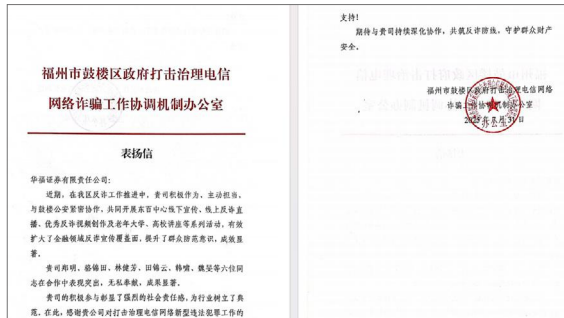 福州市鼓楼区政府打击治理电信
网络诈骗工作协调机制办公室
表扬信
华福证券有限责任公司:
近期，在我区反诈工作推进中，贵司积极作为、主动担当，
与鼓楼公安紧密协作，共同开展东百中心线下宣传、线上反诈直
播、优秀反诈视频创作及老年大学、高校讲座等系列活动，有效
扩大了金融领域反诈宣传覆盖面，提升了群众防范意识，成效显
著。
贵司郑明、骆锦田、林健芳、田锡云、韩啸、魏旻等六位同
志在合作中表现突出，无私奉献，成果显著。
贵司的积极参与彰显了强烈的社会责任感，为行业树立了典
范。在此，感谢贵公司对打击治理电信网络新型违法犯罪工作的
支持!
期待与贵司持续深化协作，共筑反诈防线，守护群众财产
安全。
福州市鼓楼区政府打击治理电信网络
诈骗工作协调机制办公室
2025年 月31日